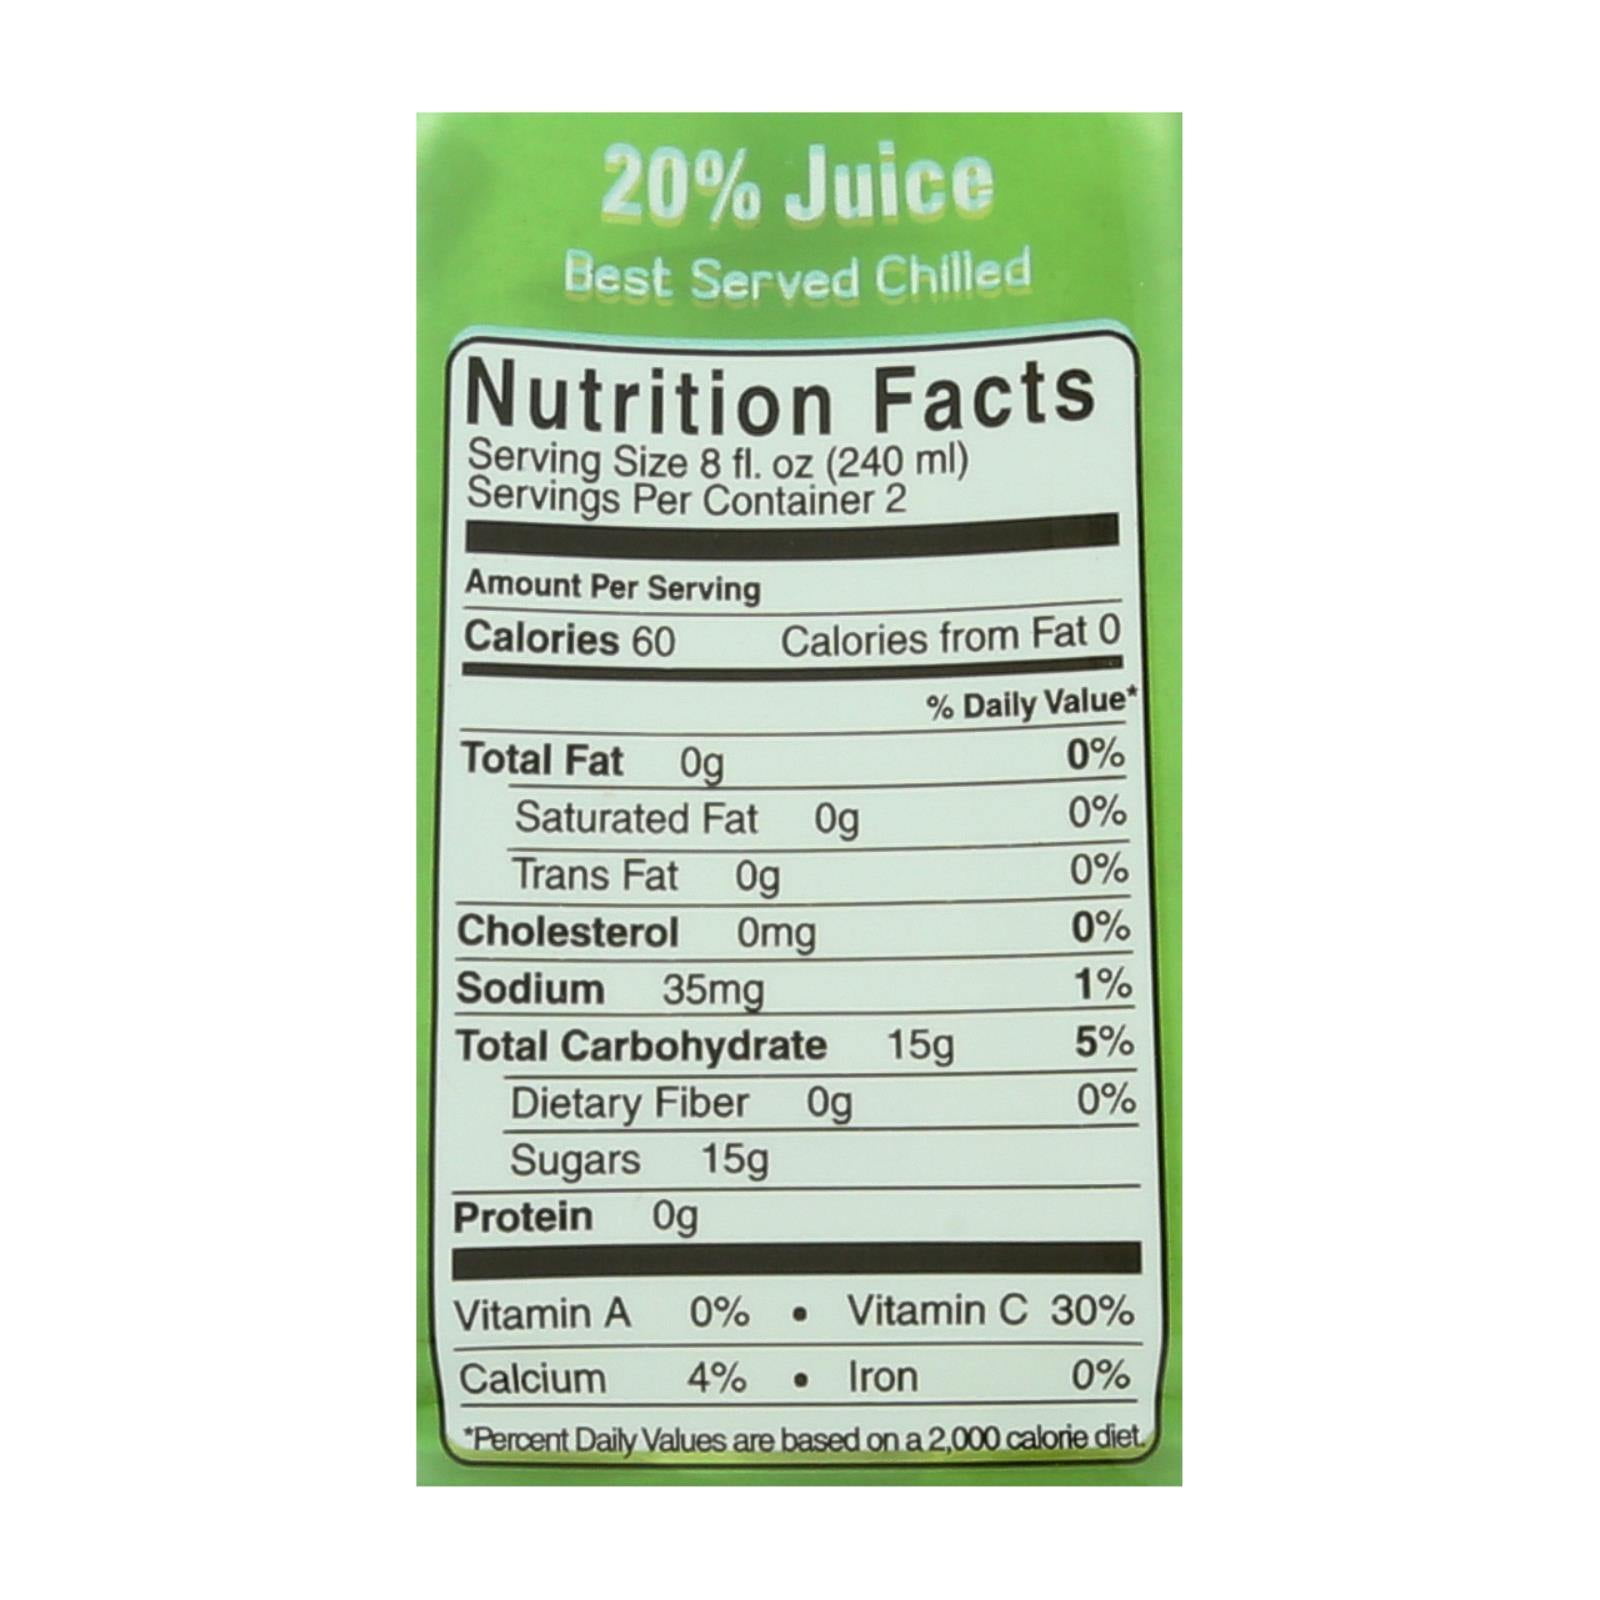 20% Juice
Best Served Chilled
Nutrition Facts
Serving Size 8 fl. oz (240 ml)
Servings Per Container 2
Amount Per Serving
Calories 60 Calories from Fat 0
% Daily Value*
Total Fat 0g 0%
Saturated Fat 0g 0%
Trans Fat 0g 0%
Cholesterol 0mg 0%
Sodium 35mg 1%
Total Carbohydrate 15g 5%
Dietary Fiber 0g 0%
Sugars 15g
Protein 0g
Vitamin A 0% • Vitamin C 30%
Calcium 4% • Iron 0%
*Percent Daily Values are based on a 2,000 calorie diet.